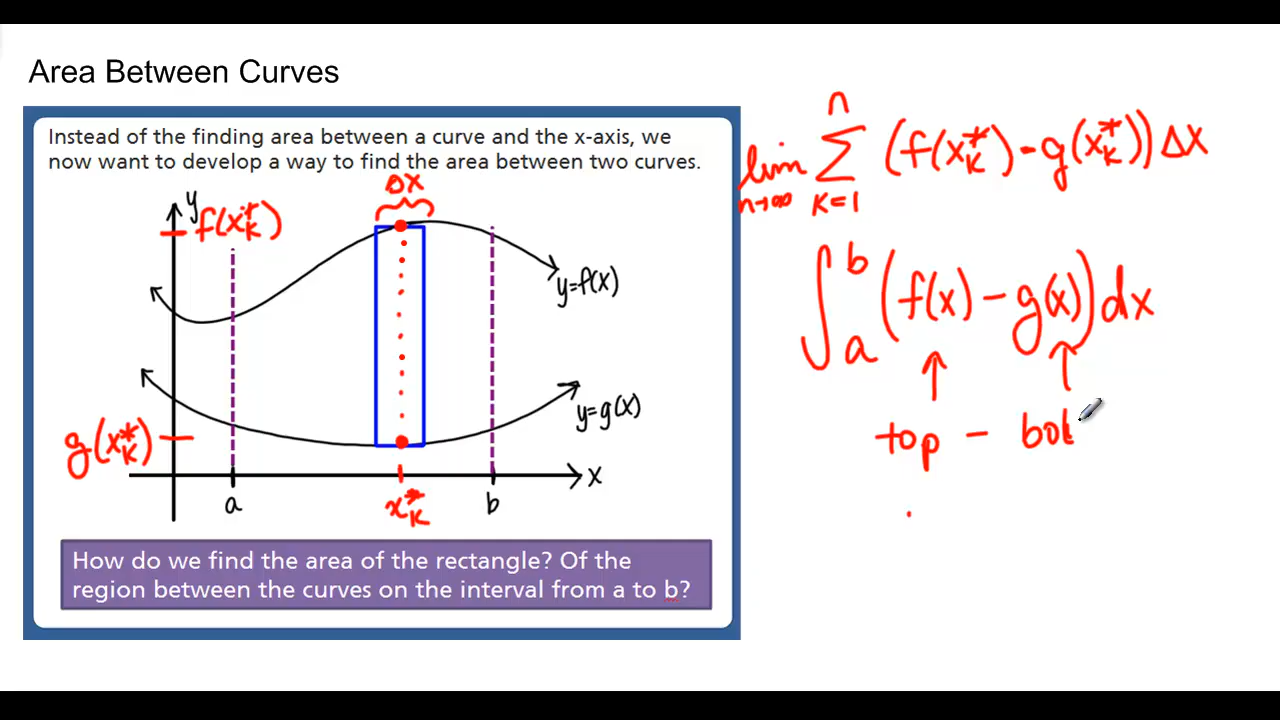 Area Between Curves
Instead of the finding area between a curve and the x-axis, we
now want to develop a way to find the area between two curves.
Δx
y
f(x*k)
y=f(x)
y=g(x)
g(x*k)
x
a
x*k
b
How do we find the area of the rectangle? Of the
region between the curves on the interval from a to b?
lim n→∞ Σ k=1 n (f(x*k) - g(x*k)) Δx
∫ a b (f(x) - g(x)) dx
↑ ↑
top -